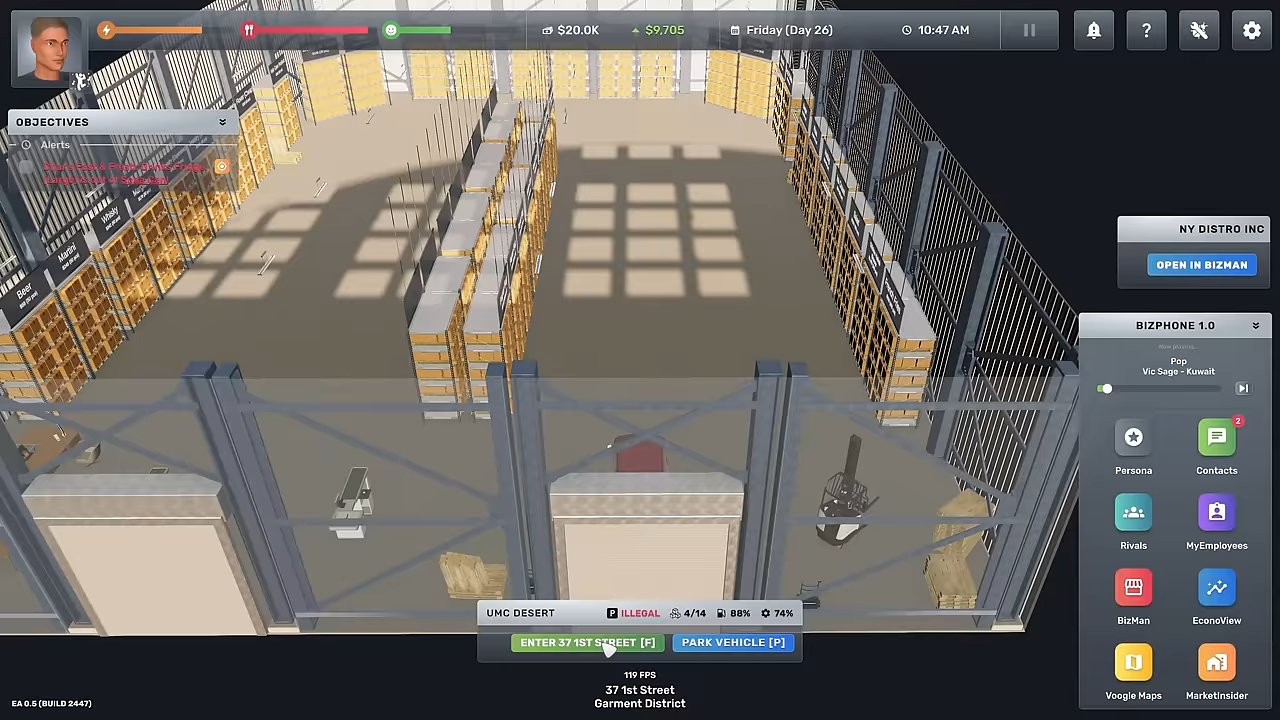 $20.0K
$9,705
Friday (Day 26)
10:47 AM
?
OBJECTIVES
Alerts
Beer
Martini
Whisky
NY DISTRO INC
OPEN IN BIZMAN
BIZPHONE 1.0
Now playing...
Pop
Vic Sage - Kuwait
2
Persona
Contacts
Rivals
MyEmployees
BizMan
EconoView
Voogle Maps
MarketInsider
UMC DESERT
P ILLEGAL
4/14
88%
74%
ENTER 37 1ST STREET [F]
PARK VEHICLE [P]
119 FPS
37 1st Street
Garment District
EA 0.5 (BUILD 2447)